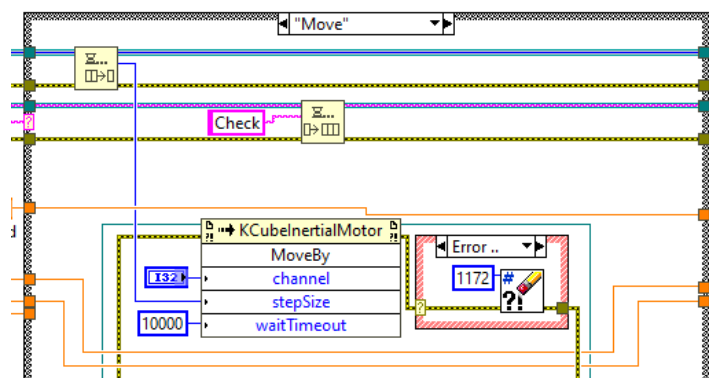 "Move"
Check
d
KCubeInertialMotor
MoveBy
I32
channel
stepSize
10000
waitTimeout
Error ..
1172
#
?!